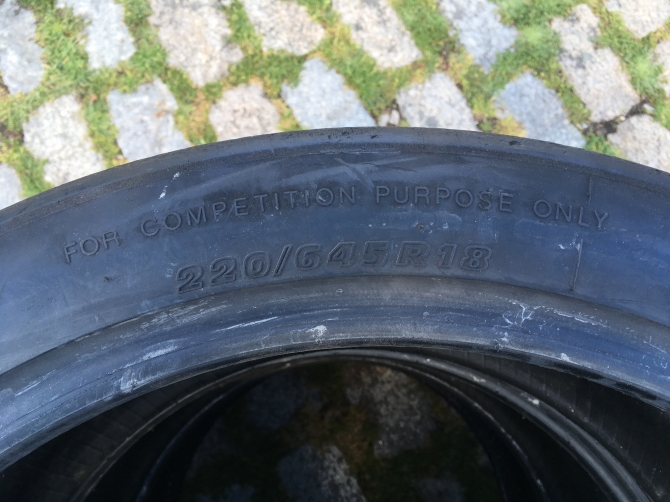 FOR COMPETITION PURPOSE ONLY
220/645R18